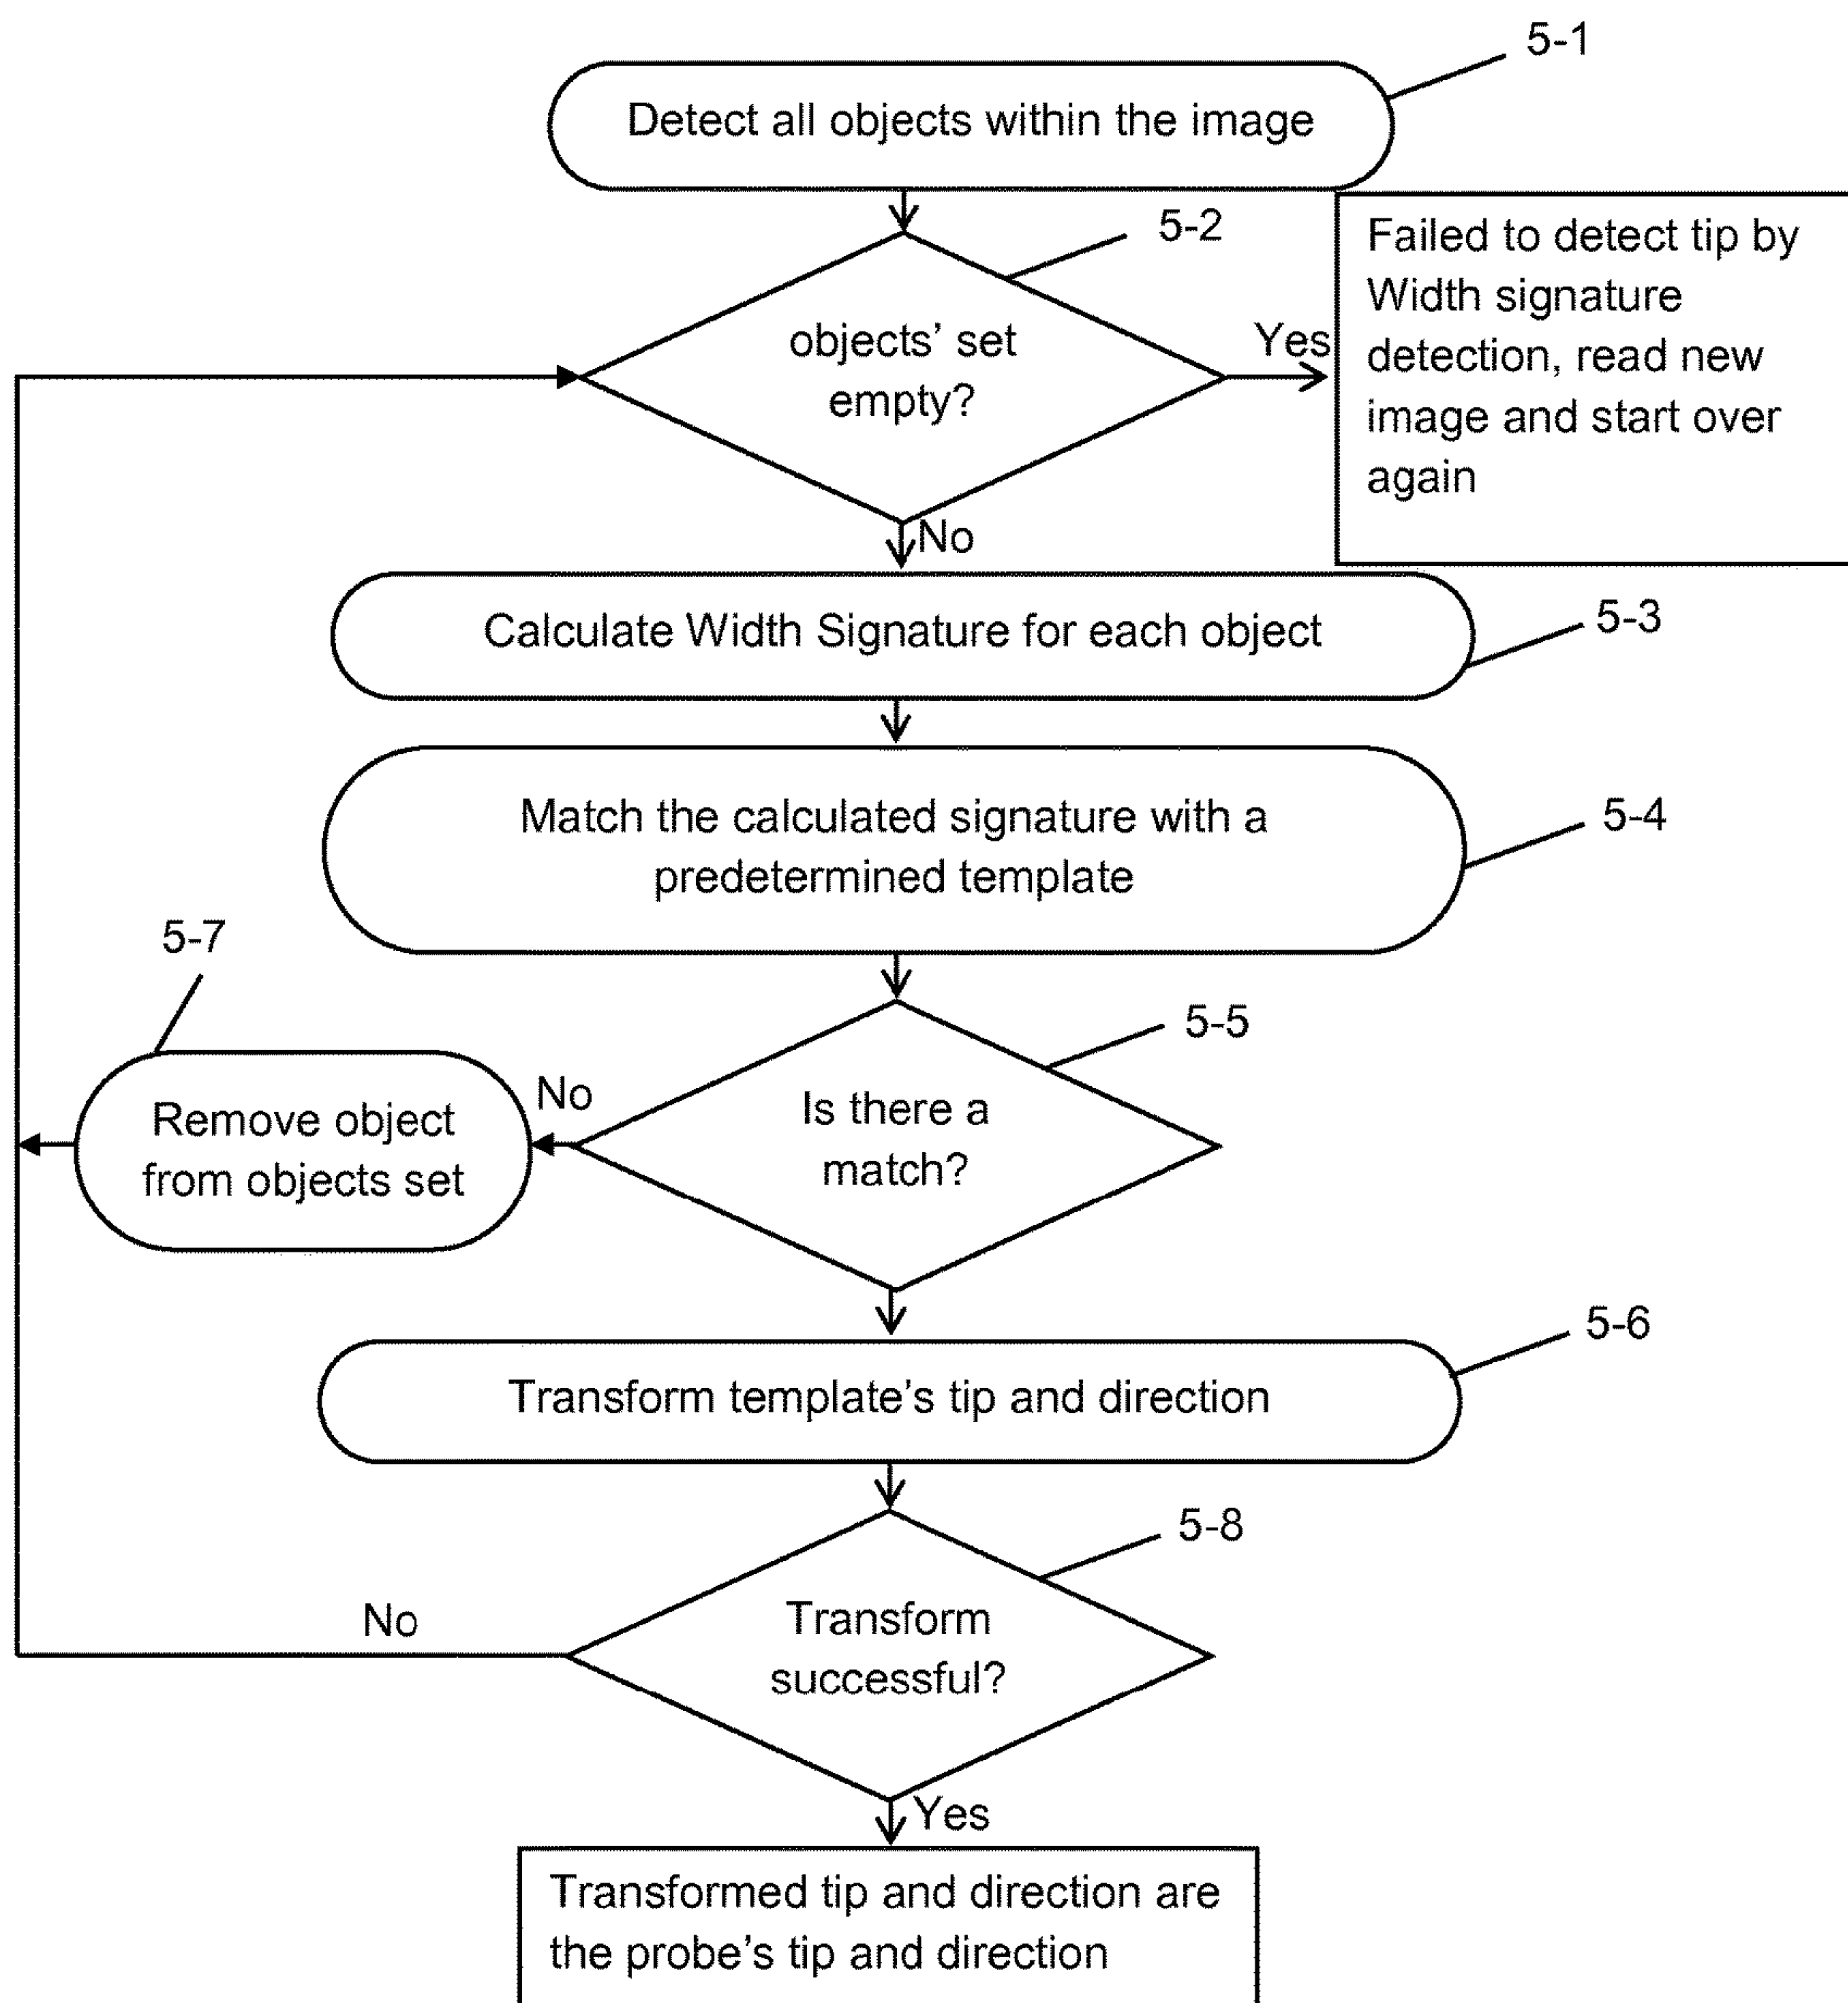 5-1
Detect all objects within the image
5-2
objects’ set
empty?
Yes
Failed to detect tip by
Width signature
detection, read new
image and start over
again
No
Calculate Width Signature for each object
5-3
Match the calculated signature with a
predetermined template
5-4
5-7
5-5
Is there a
match?
No
Remove object
from objects set
5-6
Transform template’s tip and direction
5-8
Transform
successful?
No
Yes
Transformed tip and direction are
the probe’s tip and direction